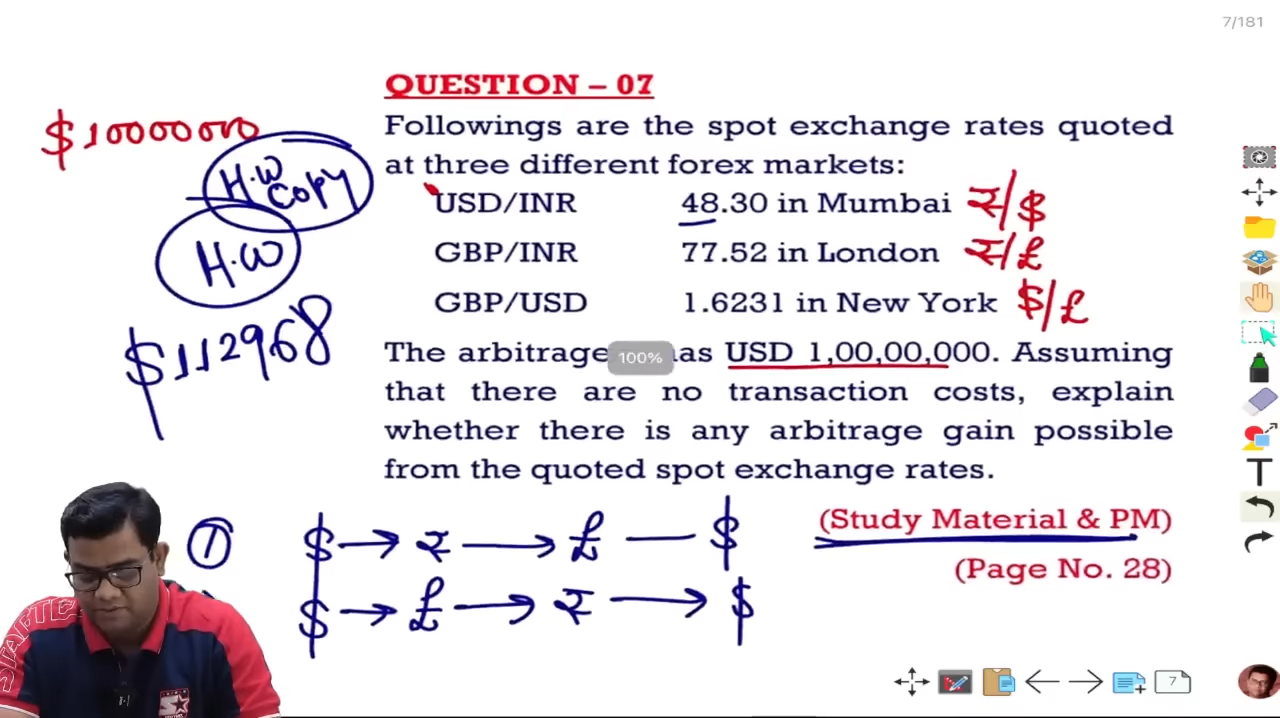 7/181
QUESTION – 07
$10000000
Followings are the spot exchange rates quoted
at three different forex markets:
H.W
Copy
USD/INR 48.30 in Mumbai ₹/$
H.W
GBP/INR 77.52 in London ₹/£
GBP/USD 1.6231 in New York $/£
$112968
The arbitrage as USD 1,00,00,000. Assuming
100%
that there are no transaction costs, explain
whether there is any arbitrage gain possible
from the quoted spot exchange rates.
(Study Material & PM)
① $ → ₹ → £ — $
(Page No. 28)
$ → £ → ₹ → $
T
7